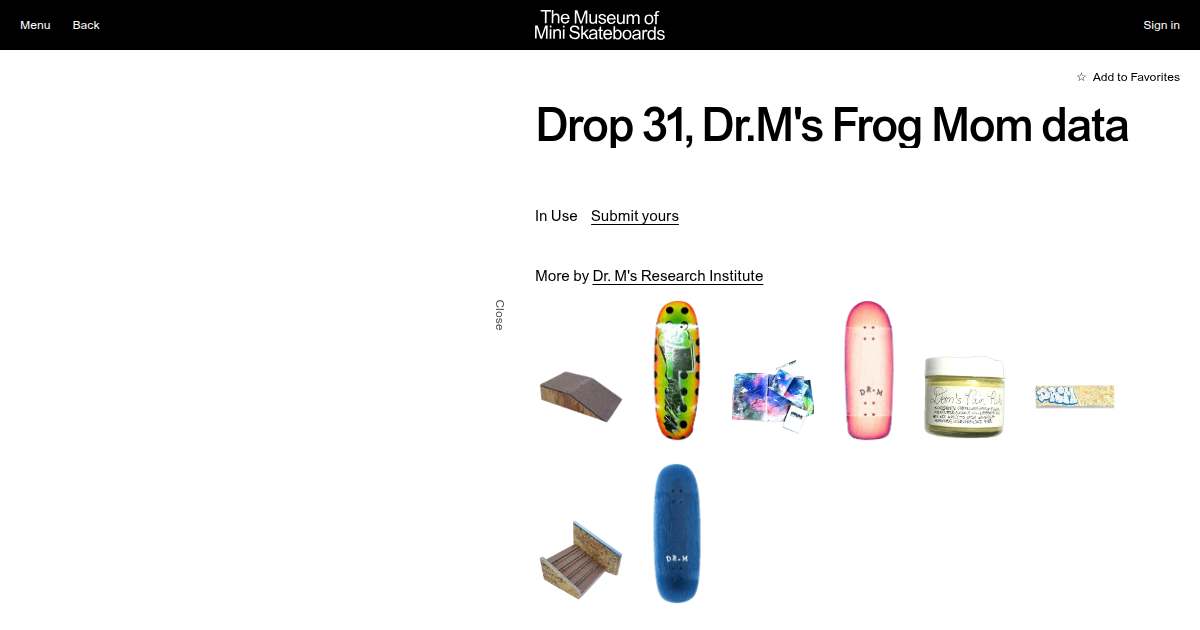 Menu
Back
The Museum of
Mini Skateboards
Sign in
☆ Add to Favorites
Drop 31, Dr.M's Frog Mom data
In Use
Submit yours
More by Dr. M's Research Institute
Close
DR.M
DR.M